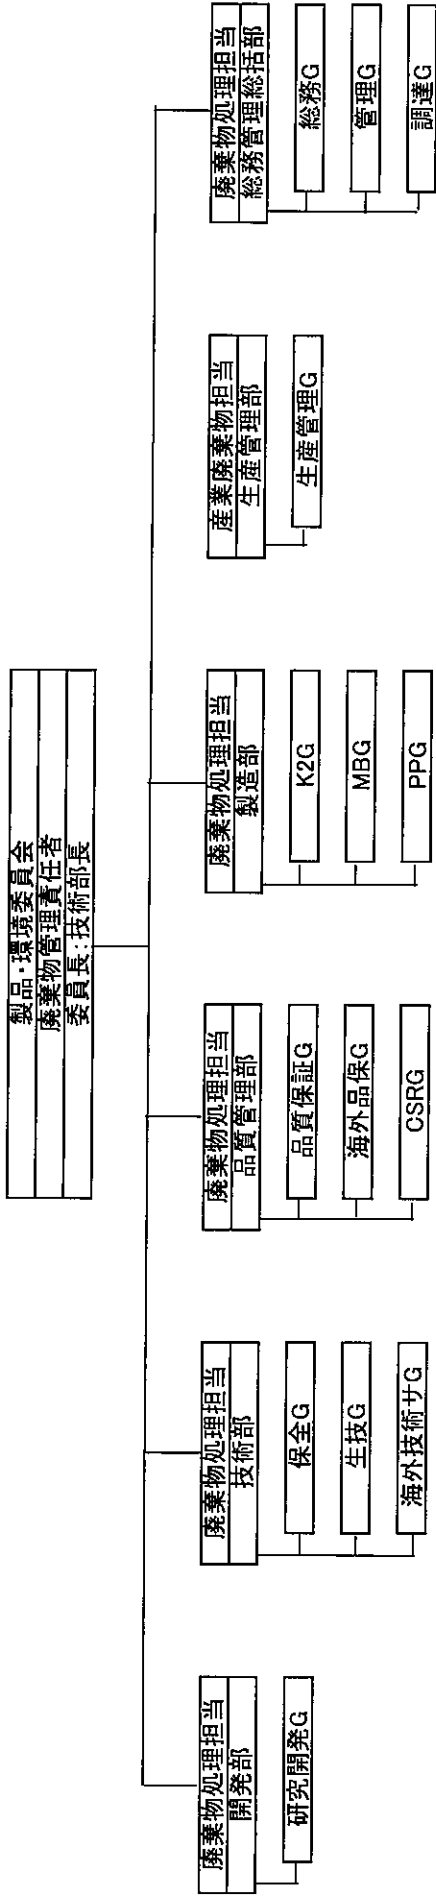 製品・環境委員会
廃棄物管理責任者
委員長:技術部長
廃棄物処理担当
開発部
研究開発G
廃棄物処理担当
技術部
保全G
生技G
海外技術サG
廃棄物処理担当
品質管理部
品質保証G
海外品保G
CSRG
廃棄物処理担当
製造部
K2G
MBG
PPG
産業廃棄物担当
生産管理部
生産管理G
廃棄物処理担当
総務管理総括部
総務G
管理G
調達G